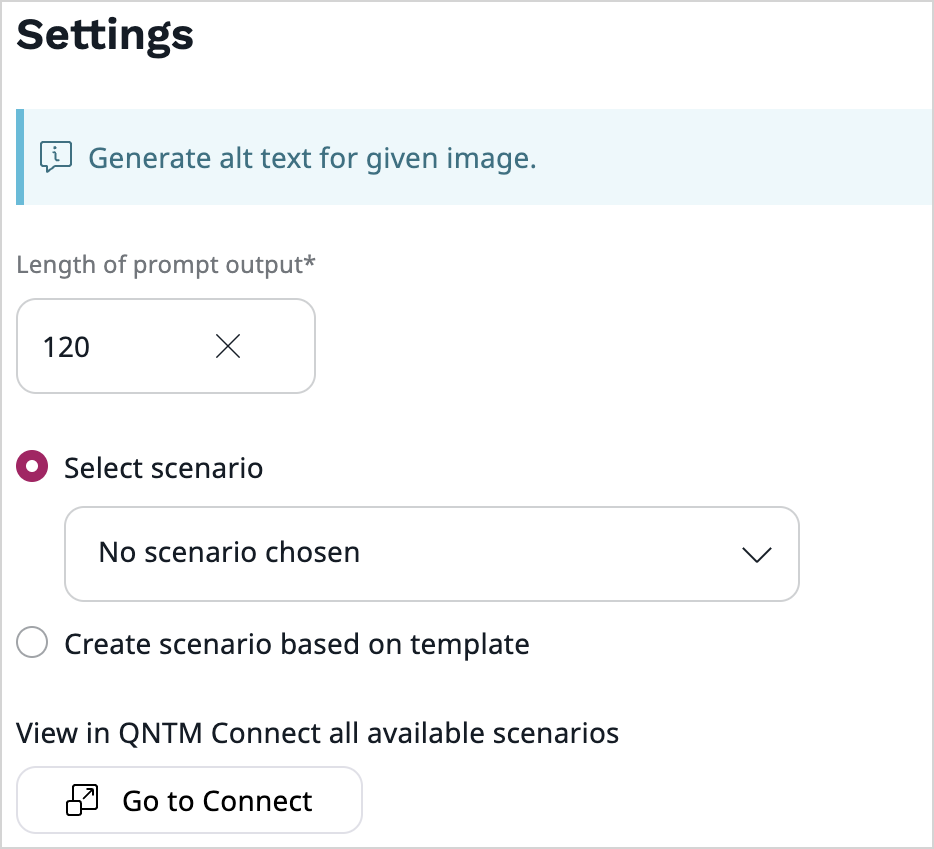 Settings
Generate alt text for given image.
Length of prompt output*
120
Select scenario
No scenario chosen
Create scenario based on template
View in QNTM Connect all available scenarios
Go to Connect